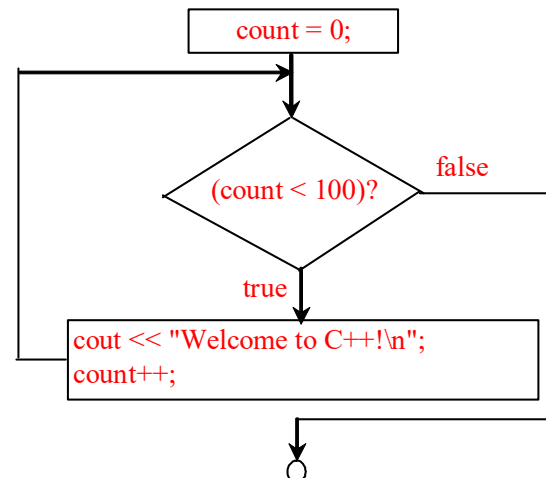 count = 0;
(count < 100)?
false
true
cout << "Welcome to C++!\n";
count++;